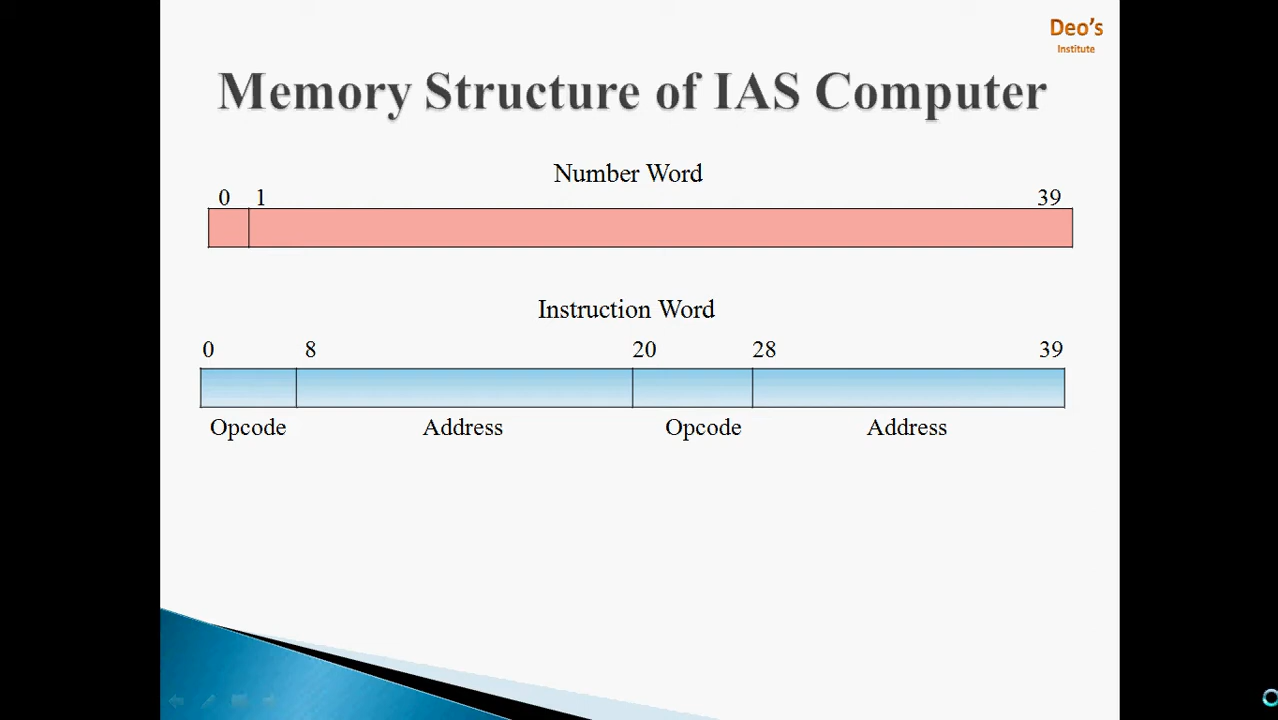 Deo's
Institute
Memory Structure of IAS Computer
Number Word
0 1 39
Instruction Word
0 8 20 28 39
Opcode Address Opcode Address